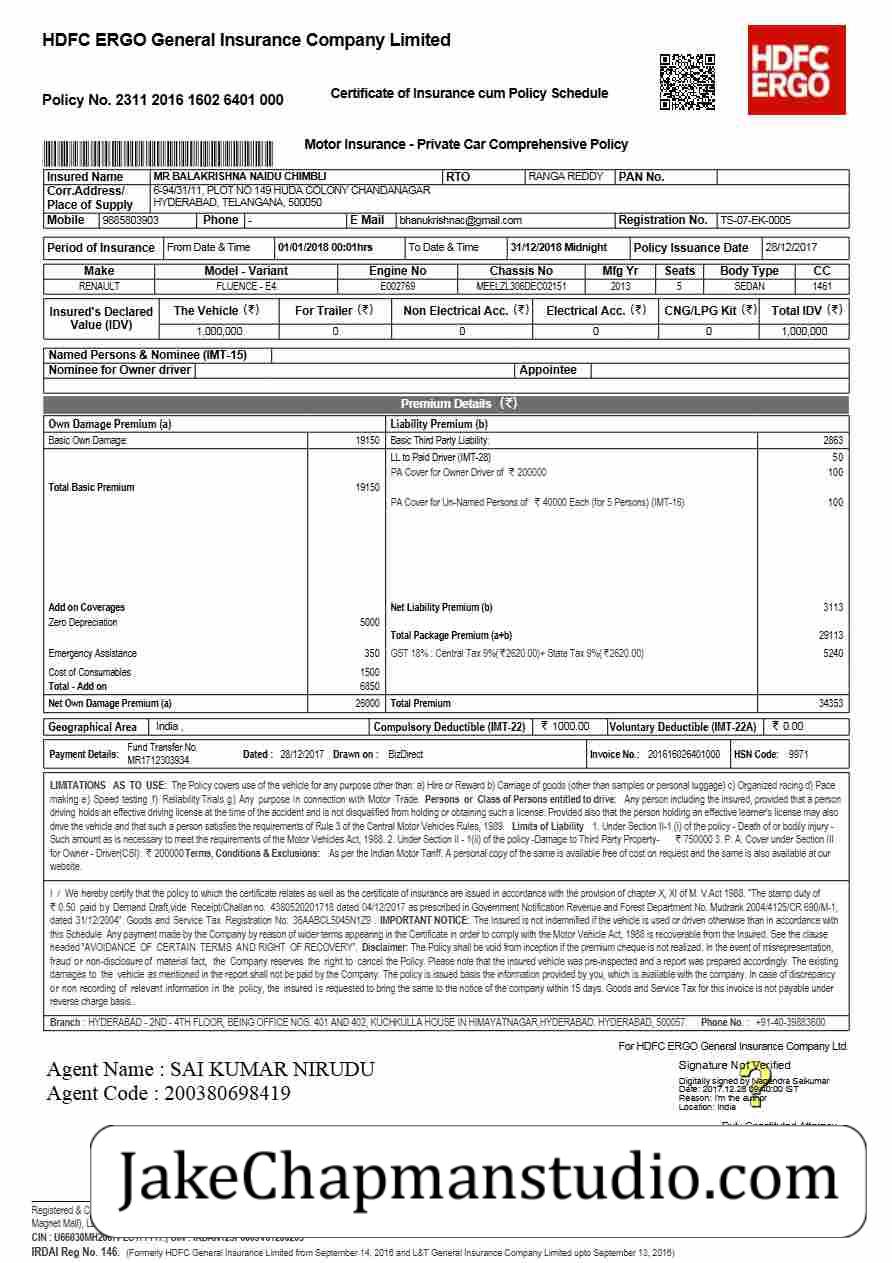 HDFC ERGO General Insurance Company Limited
HDFC
ERGO
Policy No. 2311 2016 1602 6401 000
Certificate of Insurance cum Policy Schedule
Motor Insurance - Private Car Comprehensive Policy
Insured Name MR BALAKRISHNA NAIDU CHIMBLI RTO RANGA REDDY PAN No.
Corr.Address/ 6-94/31/11, PLOT NO 149 HUDA COLONY CHANDANAGAR
Place of Supply HYDERABAD, TELANGANA, 500050
Mobile 9885803903 Phone - E Mail bhanukrishnac@gmail.com Registration No. TS-07-EK-0005
Period of Insurance From Date & Time 01/01/2018 00:01hrs To Date & Time 31/12/2018 Midnight Policy Issuance Date 28/12/2017
Make Model - Variant Engine No Chassis No Mfg Yr Seats Body Type CC
RENAULT FLUENCE - E4 E002769 MEELZL306DEC02151 2013 5 SEDAN 1461
Insured's Declared Value (IDV) The Vehicle (₹) For Trailer (₹) Non Electrical Acc. (₹) Electrical Acc. (₹) CNG/LPG Kit (₹) Total IDV (₹)
1,000,000 0 0 0 0 1,000,000
Named Persons & Nominee (IMT-15)
Nominee for Owner driver Appointee
Premium Details (₹)
Own Damage Premium (a) Liability Premium (b)
Basic Own Damage: 19150 Basic Third Party Liability: 2863
LL to Paid Driver (IMT-28) 50
PA Cover for Owner Driver of ₹ 200000 100
Total Basic Premium 19150
PA Cover for Un-Named Persons of ₹ 40000 Each (for 5 Persons) (IMT-16) 100
Add on Coverages Net Liability Premium (b) 3113
Zero Depreciation 5000
Total Package Premium (a+b) 29113
Emergency Assistance 350 GST 18% : Central Tax 9%(₹2620.00)+ State Tax 9%(₹2620.00) 5240
Cost of Consumables 1500
Total - Add on 6850
Net Own Damage Premium (a) 26000 Total Premium 34353
Geographical Area India , Compulsory Deductible (IMT-22) ₹ 1000.00 Voluntary Deductible (IMT-22A) ₹ 0.00
Payment Details: Fund Transfer No. MR1712303934. Dated : 28/12/2017 Drawn on : BizDirect Invoice No.: 201616026401000 HSN Code: 9971
LIMITATIONS AS TO USE: The Policy covers use of the vehicle for any purpose other than: a) Hire or Reward b) Carriage of goods (other than samples or personal luggage) c) Organized racing d) Pace
making e) Speed testing f) Reliability Trials g) Any purpose in connection with Motor Trade. Persons or Class of Persons entitled to drive: Any person including the insured, provided that a person
driving holds an effective driving license at the time of the accident and is not disqualified from holding or obtaining such a license. Provided also that the person holding an effective learner's license may also
drive the vehicle and that such a person satisfies the requirements of Rule 3 of the Central Motor Vehicles Rules, 1989. Limits of Liability 1. Under Section II-1 (i) of the policy - Death of or bodily injury -
Such amount as is necessary to meet the requirements of the Motor Vehicles Act, 1988. 2. Under Section II - 1(ii) of the policy -Damage to Third Party Property- ₹ 750000 3. P. A. Cover under Section III
for Owner - Driver(CSI): ₹ 200000 Terms, Conditions & Exclusions: As per the Indian Motor Tariff. A personal copy of the same is available free of cost on request and the same is also available at our
website.
I / We hereby certify that the policy to which the certificate relates as well as the certificate of insurance are issued in accordance with the provision of chapter X, XI of M. V.Act 1988. "The stamp duty of
₹ 0.50 paid by Demand Draft,vide Receipt/Challan no. 4380520201718 dated 04/12/2017 as prescribed in Government Notification Revenue and Forest Department No. Mudrank 2004/4125/CR 690/M-1,
dated 31/12/2004". Goods and Service Tax Registration No: 36AABCL5045N1Z9 . IMPORTANT NOTICE: The Insured is not indemnified if the vehicle is used or driven otherwise than in accordance with
this Schedule. Any payment made by the Company by reason of wider terms appearing in the Certificate in order to comply with the Motor Vehicle Act, 1988 is recoverable from the Insured. See the clause
headed "AVOIDANCE OF CERTAIN TERMS AND RIGHT OF RECOVERY". Disclaimer: The Policy shall be void from inception if the premium cheque is not realized. In the event of misrepresentation,
fraud or non-disclosure of material fact, the Company reserves the right to cancel the Policy. Please note that the insured vehicle was pre-inspected and a report was prepared accordingly. The existing
damages to the vehicle as mentioned in the report shall not be paid by the Company. The policy is issued basis the information provided by you, which is available with the company. In case of discrepancy
or non recording of relevant information in the policy, the insured is requested to bring the same to the notice of the company within 15 days. Goods and Service Tax for this invoice is not payable under
reverse charge basis..
Branch : HYDERABAD - 2ND - 4TH FLOOR, BEING OFFICE NOS. 401 AND 402, KUCHKULLA HOUSE IN HIMAYATNAGAR,HYDERABAD. HYDERABAD, 500057. Phone No. : +91-40-39883600
For HDFC ERGO General Insurance Company Ltd.
Agent Name : SAI KUMAR NIRUDU
Agent Code : 200380698419
Signature Not Verified
Digitally signed by Nagendra Saikumar
Date: 2017.12.28 09:40:00 IST
Reason: I'm the author
Location: India
JakeChapmanstudio.com
Registered & C
Magnet Mall), L
IRDAI Reg No. 146. (Formerly HDFC General Insurance Limited from September 14, 2016 and L&T General Insurance Company Limited upto September 13, 2016)